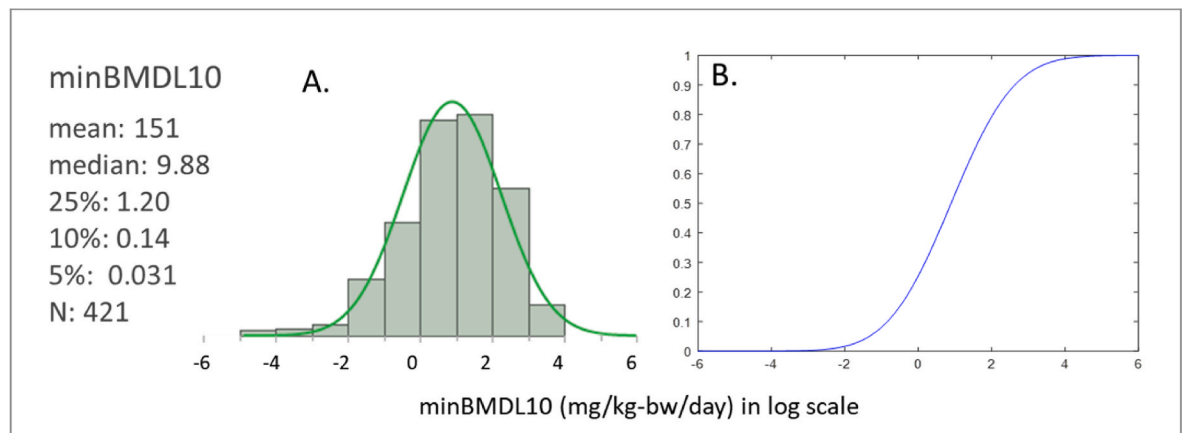 minBMDL10
mean: 151
median: 9.88
25%: 1.20
10%: 0.14
5%: 0.031
N: 421
A.
-6 -4 -2 0 2 4 6
B.
1
0.9
0.8
0.7
0.6
0.5
0.4
0.3
0.2
0.1
0
-6 -4 -2 0 2 4 6
minBMDL10 (mg/kg-bw/day) in log scale